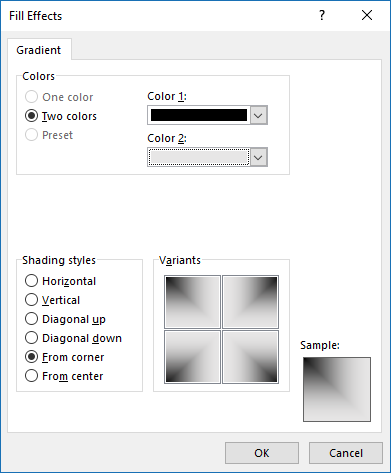 Fill Effects
?
Gradient
Colors
One color
Two colors
Preset
Color 1:
Color 2:
Shading styles
Horizontal
Vertical
Diagonal up
Diagonal down
From corner
From center
Variants
Sample:
OK
Cancel